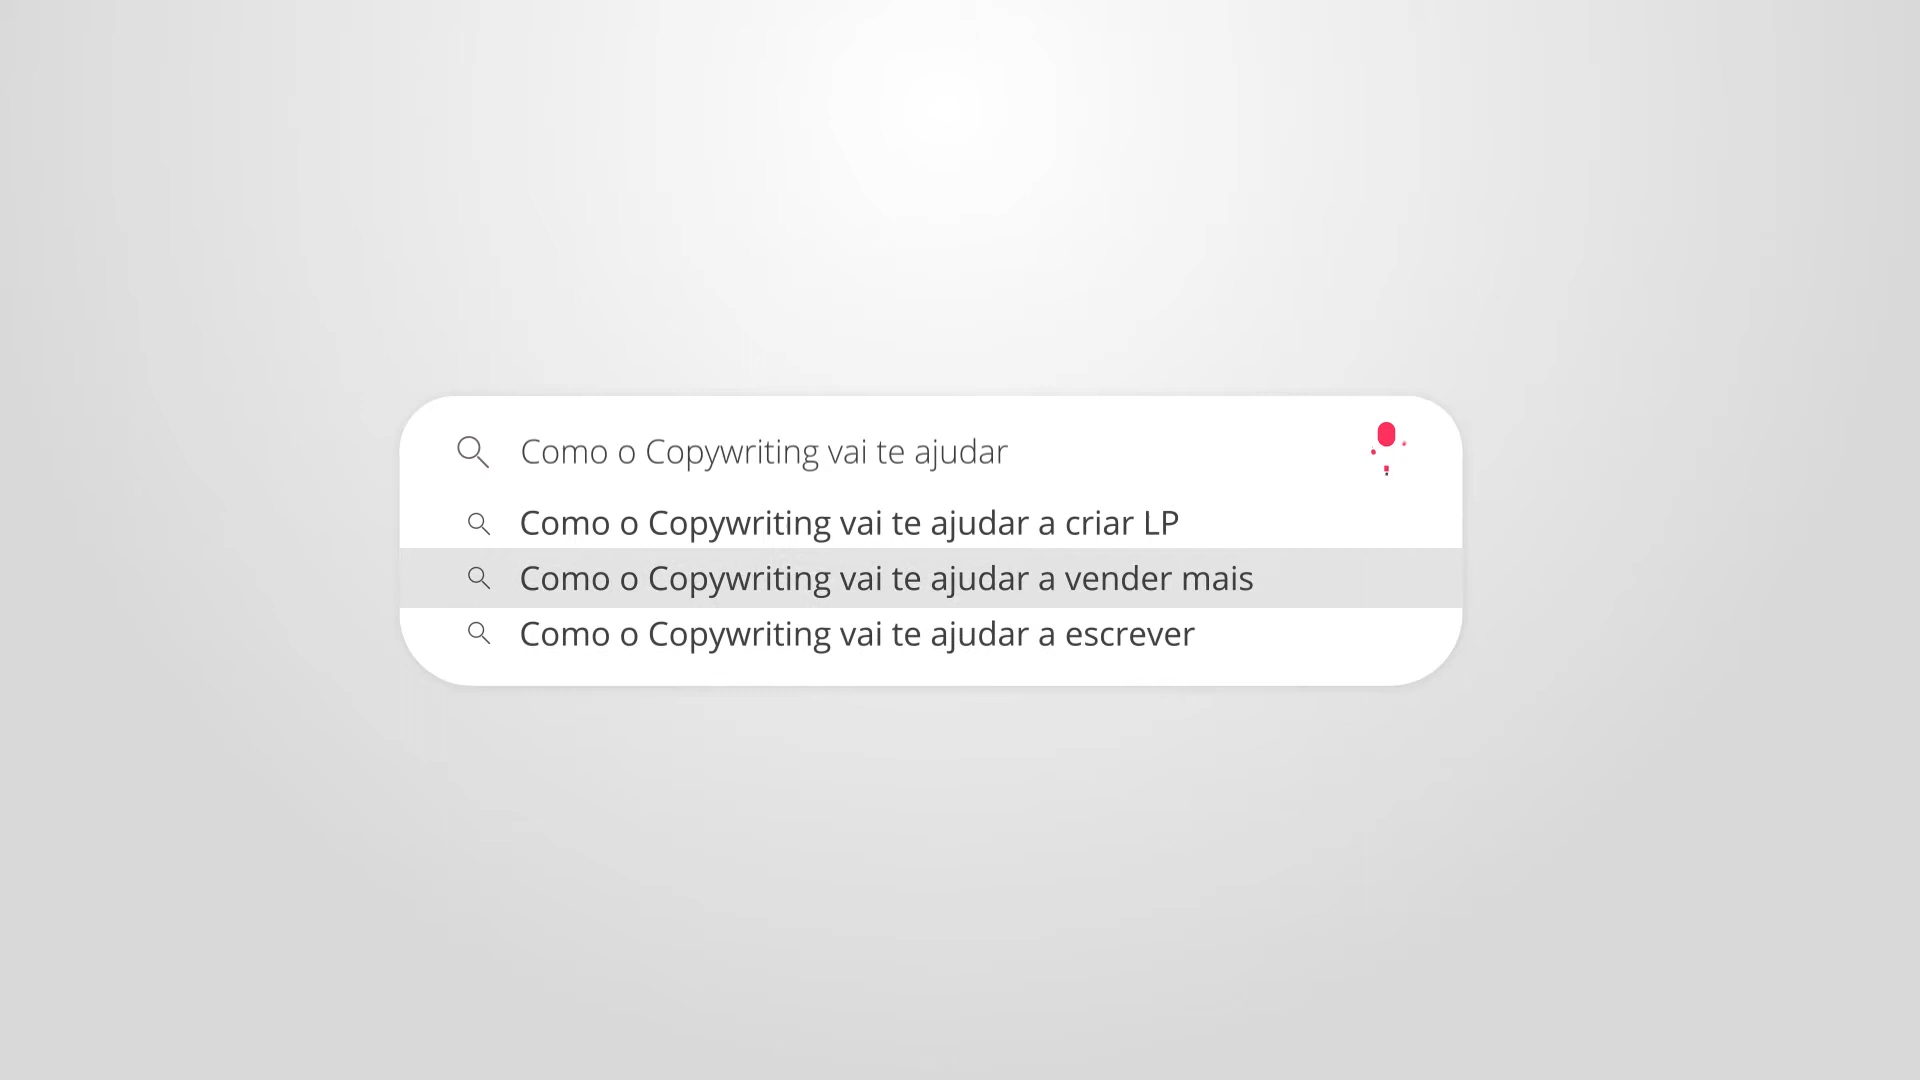 Como o Copywriting vai te ajudar
Como o Copywriting vai te ajudar a criar LP
Como o Copywriting vai te ajudar a vender mais
Como o Copywriting vai te ajudar a escrever